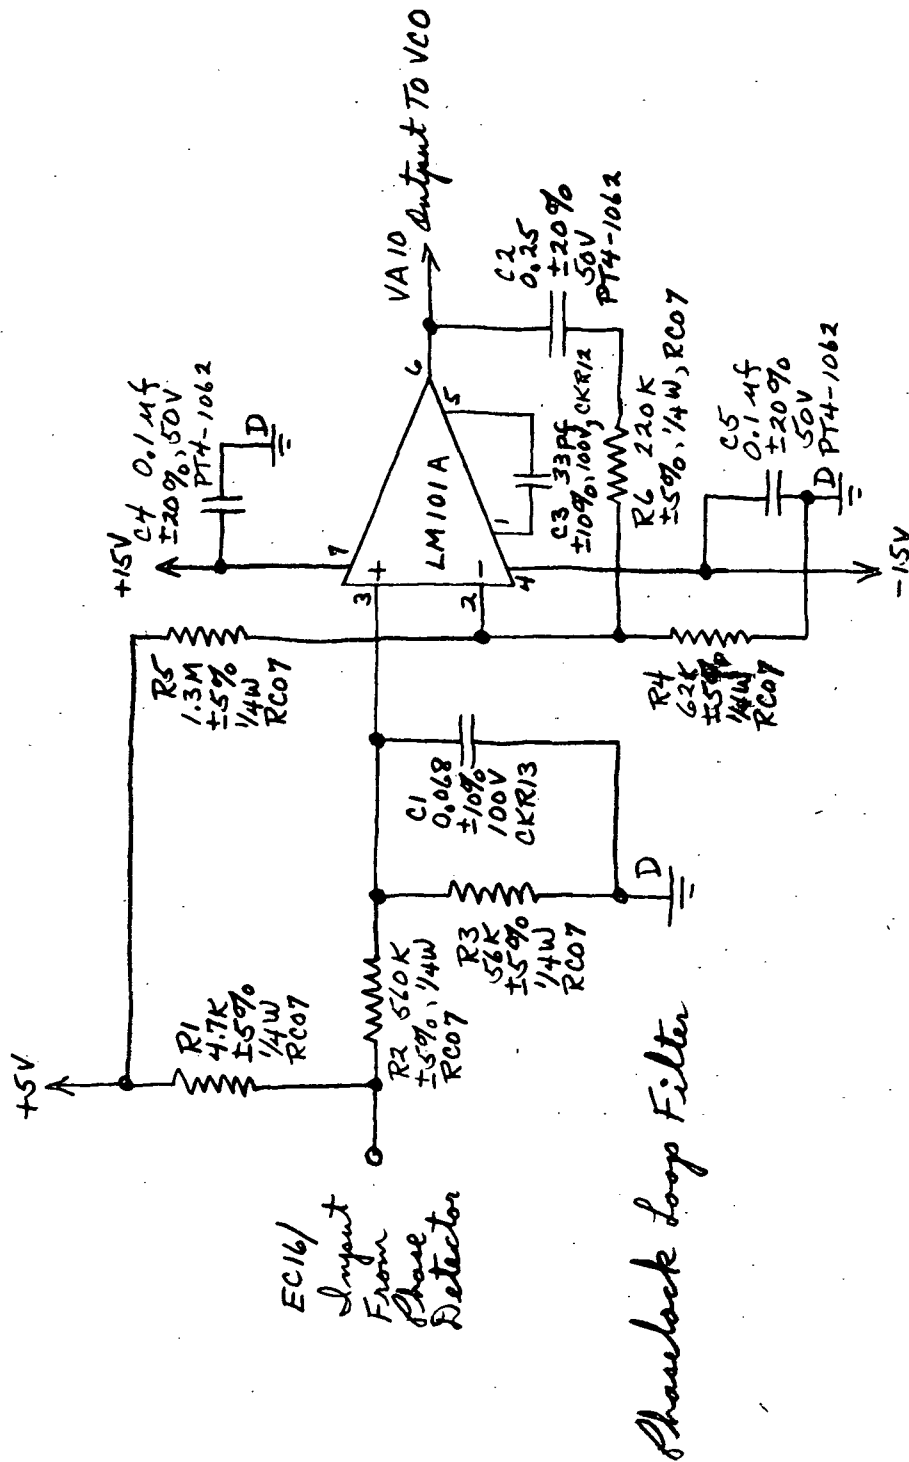 +5V
R1
4.7K
±5%
1/4W
RC07
EC16/
Input
From
Phase
Detector
R2 560K
±5%, 1/4W
RC07
R3
56K
±5%
1/4W
RC07
D
C1
0.068
±10%
100V
CKR13
R5
1.3M
±5%
1/4W
RC07
R4
62K
±5%
1/4W
RC07
+15V
C4 0.1 μf
±20%, 50V
PT4-1062
D
7
3
+
2
-
4
LM101A
1
5
6
C3 33Pf
±10%, 100V, CKR12
R6 220K
±5%, 1/4W, RC07
VA10 Output TO VCO
C2
0.25
±20%
50V
PT4-1062
C5
0.1 μf
±20%
50V
PT4-1062
D
-15V
Phaselock Loop Filter